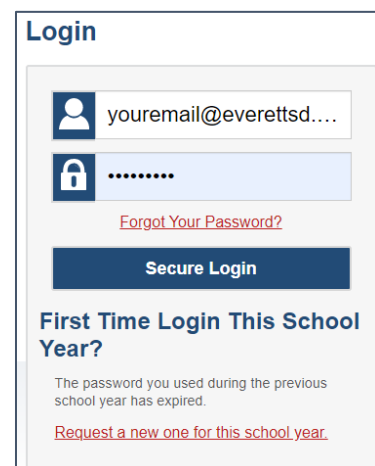 Login
youremail@everettsd....
•••••••••
Forgot Your Password?
Secure Login
First Time Login This School
Year?
The password you used during the previous
school year has expired.
Request a new one for this school year.